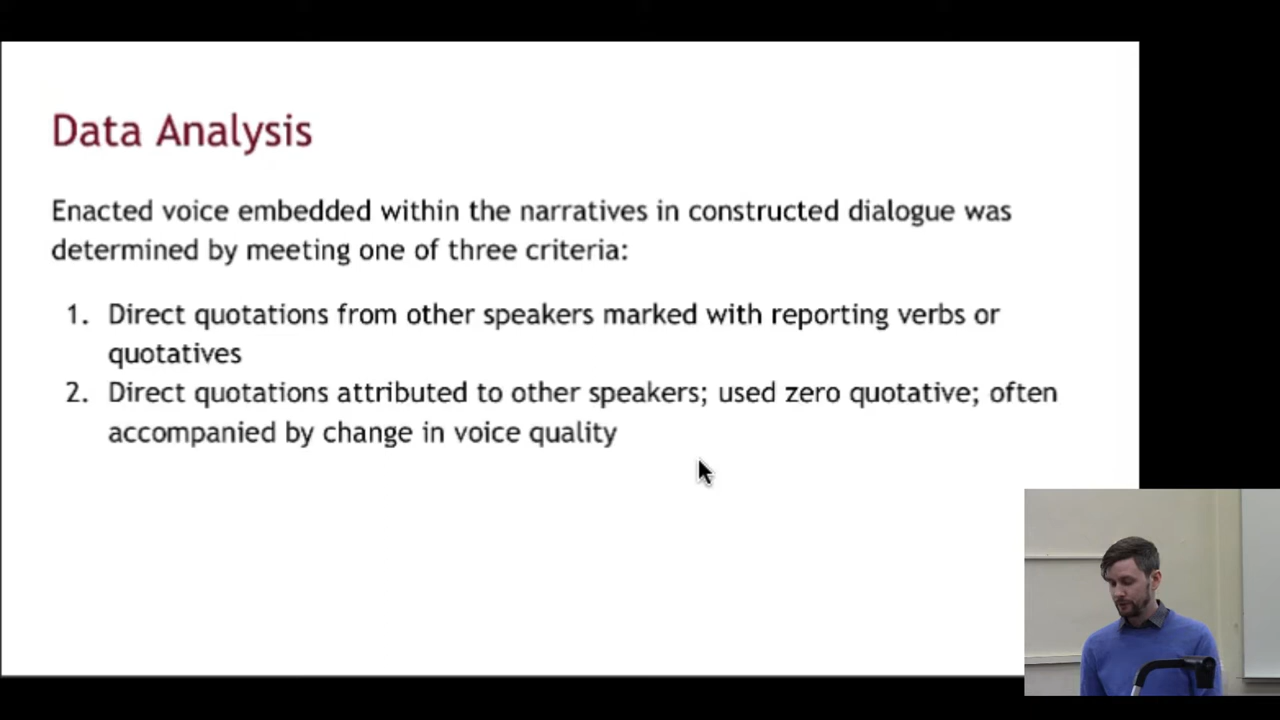 Data Analysis
Enacted voice embedded within the narratives in constructed dialogue was
determined by meeting one of three criteria:
1. Direct quotations from other speakers marked with reporting verbs or
quotatives
2. Direct quotations attributed to other speakers; used zero quotative; often
accompanied by change in voice quality